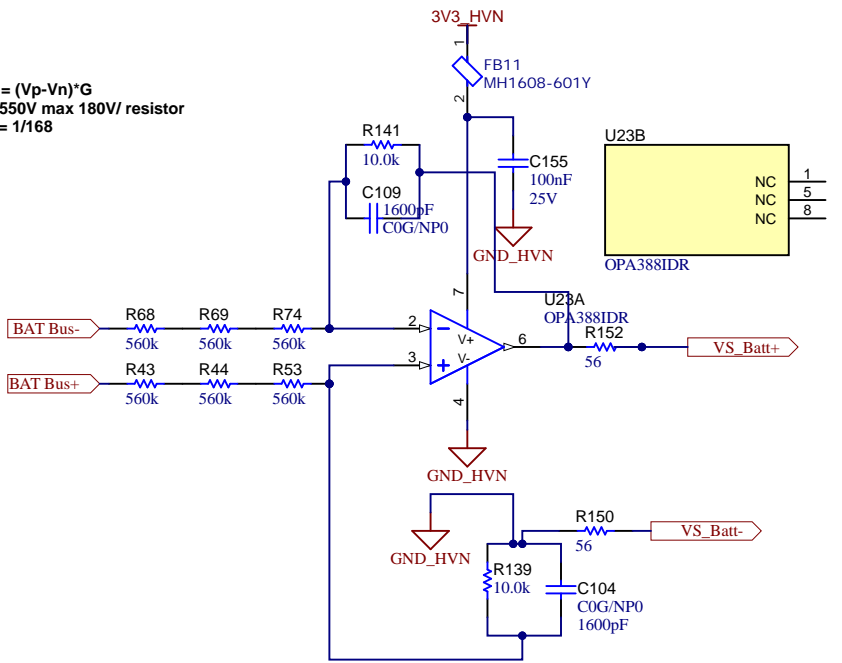 3V3_HVN
1
FB11
MH1608-601Y
2
= (Vp-Vn)*G
550V max 180V/ resistor
= 1/168
R141
10.0k
C109
1600pF
C0G/NP0
C155
100nF
25V
GND_HVN
U23B
NC 1
NC 5
NC 8
OPA388IDR
7
U23A
OPA388IDR
BAT Bus-
R68
560k
R69
560k
R74
560k
2
V+
6
R152
56
VS_Batt+
BAT Bus+
R43
560k
R44
560k
R53
560k
3
V-
4
GND_HVN
GND_HVN
R150
56
VS_Batt-
R139
10.0k
C104
C0G/NP0
1600pF